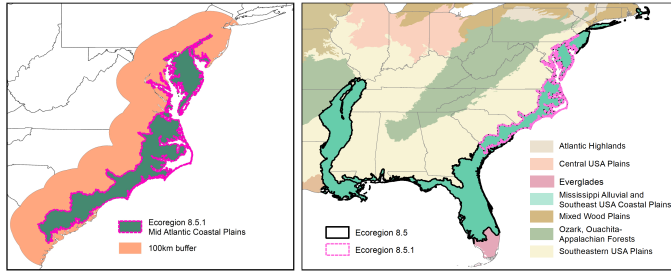 Ecoregion 8.5.1
Mid Atlantic Coastal Plains
100km buffer
Ecoregion 8.5
Ecoregion 8.5.1
Atlantic Highlands
Central USA Plains
Everglades
Mississippi Alluvial and
Southeast USA Coastal Plains
Mixed Wood Plains
Ozark, Ouachita-
Appalachian Forests
Southeastern USA Plains